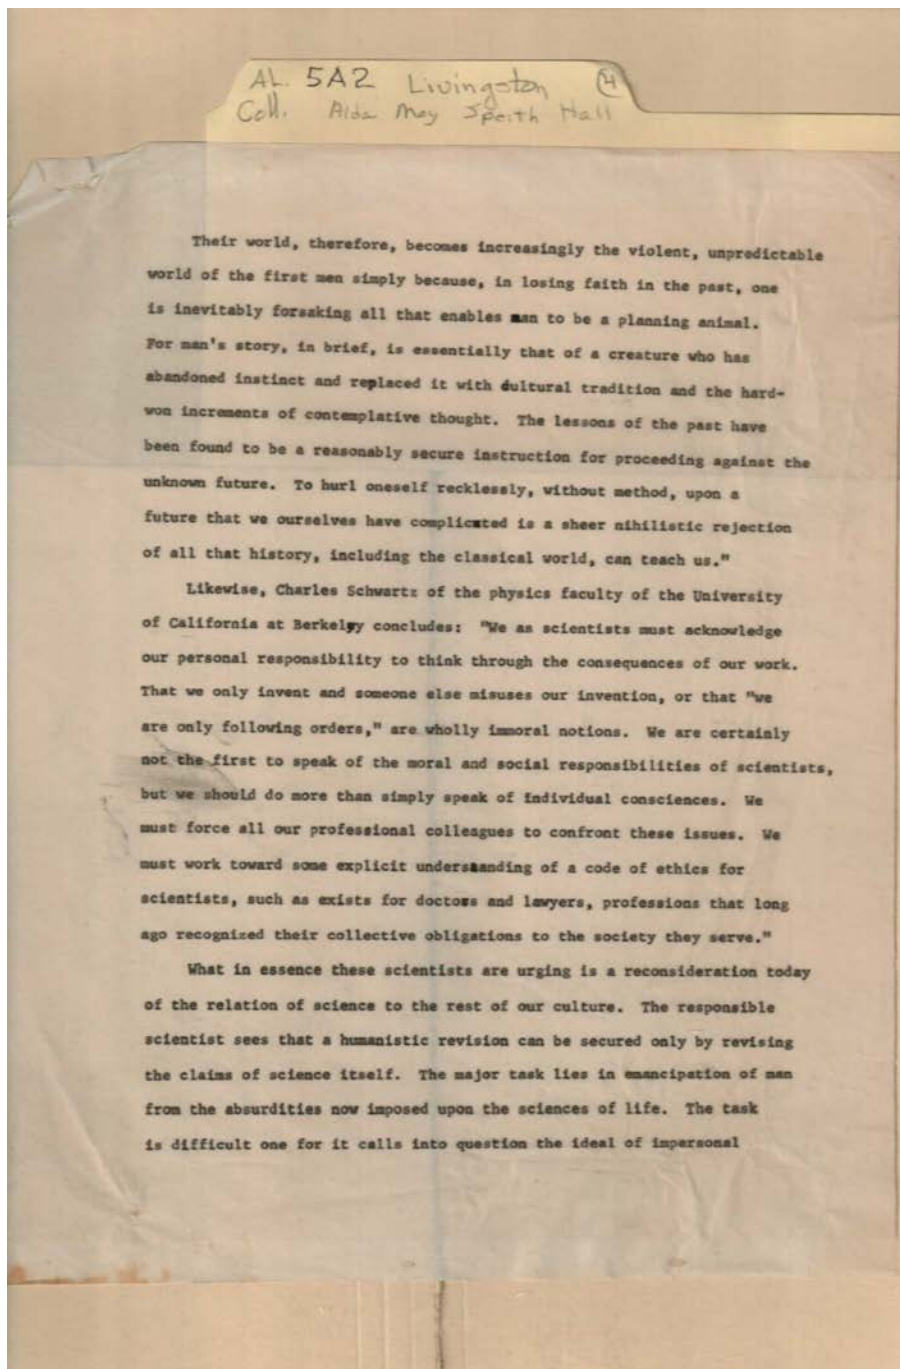 AL. 5A2 Livingston 4
Coll. Alda May Speith Hall
Their world, therefore, becomes increasingly the violent, unpredictable
world of the first men simply because, in losing faith in the past, one
is inevitably forsaking all that enables man to be a planning animal.
For man's story, in brief, is essentially that of a creature who has
abandoned instinct and replaced it with cultural tradition and the hard-
won increments of contemplative thought. The lessons of the past have
been found to be a reasonably secure instruction for proceeding against the
unknown future. To hurl oneself recklessly, without method, upon a
future that we ourselves have complicated is a sheer nihilistic rejection
of all that history, including the classical world, can teach us."
Likewise, Charles Schwartz of the physics faculty of the University
of California at Berkeley concludes: "We as scientists must acknowledge
our personal responsibility to think through the consequences of our work.
That we only invent and someone else misuses our invention, or that "we
are only following orders," are wholly immoral notions. We are certainly
not the first to speak of the moral and social responsibilities of scientists,
but we should do more than simply speak of individual consciences. We
must force all our professional colleagues to confront these issues. We
must work toward some explicit understanding of a code of ethics for
scientists, such as exists for doctors and lawyers, professions that long
ago recognized their collective obligations to the society they serve."
What in essence these scientists are urging is a reconsideration today
of the relation of science to the rest of our culture. The responsible
scientist sees that a humanistic revision can be secured only by revising
the claims of science itself. The major task lies in emancipation of man
from the absurdities now imposed upon the sciences of life. The task
is difficult one for it calls into question the ideal of impersonal